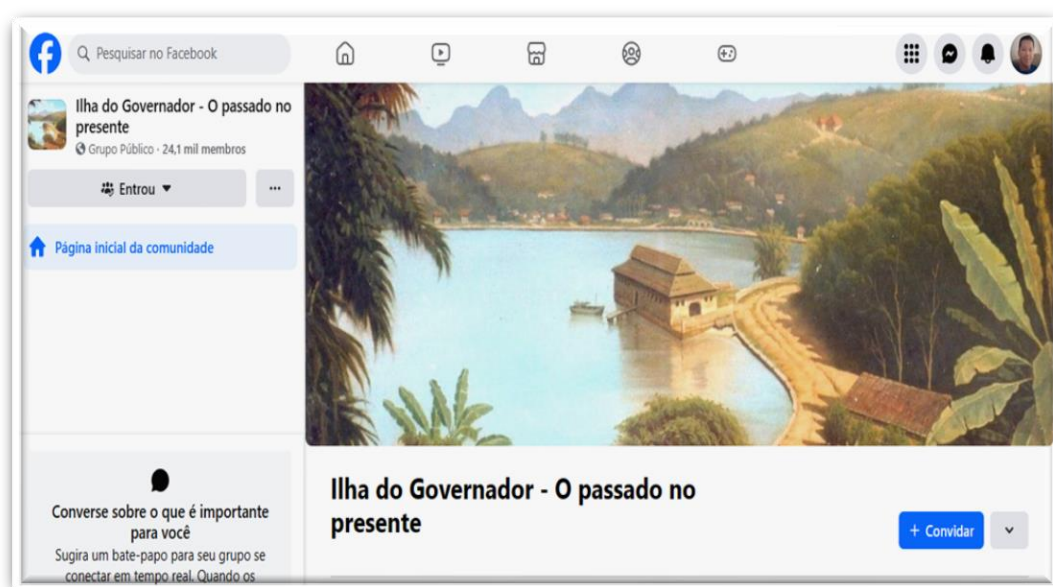 Pesquisar no Facebook
Ilha do Governador - O passado no
presente
Grupo Público · 24,1 mil membros
Entrou
Página inicial da comunidade
Converse sobre o que é importante
para você
Sugira um bate-papo para seu grupo se
conectar em tempo real. Quando os
Ilha do Governador - O passado no
presente
+ Convidar